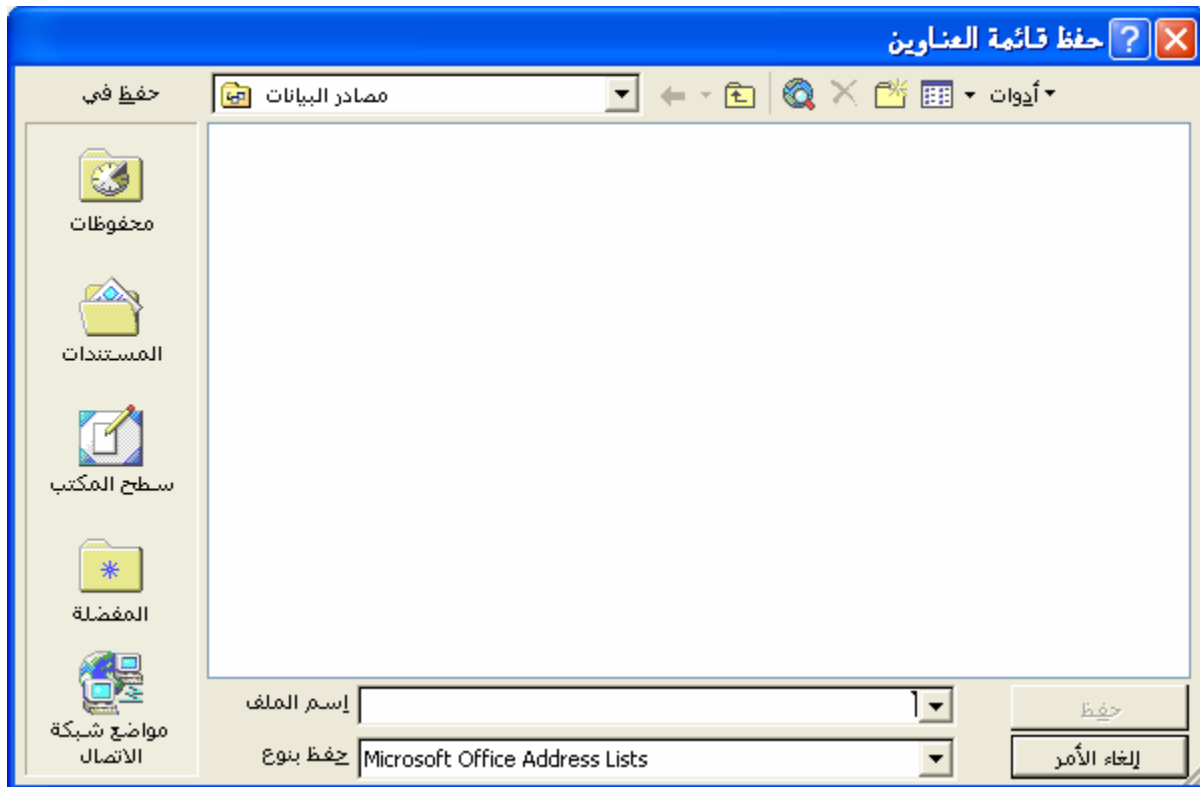 حفظ قائمة العناوين
حفظ في
مصادر البيانات
أدوات
محفوظات
المستندات
سطح المكتب
المفضلة
مواضع شبكة
الاتصال
إسم الملف
حفظ
حفظ بنوع
Microsoft Office Address Lists
إلغاء الأمر